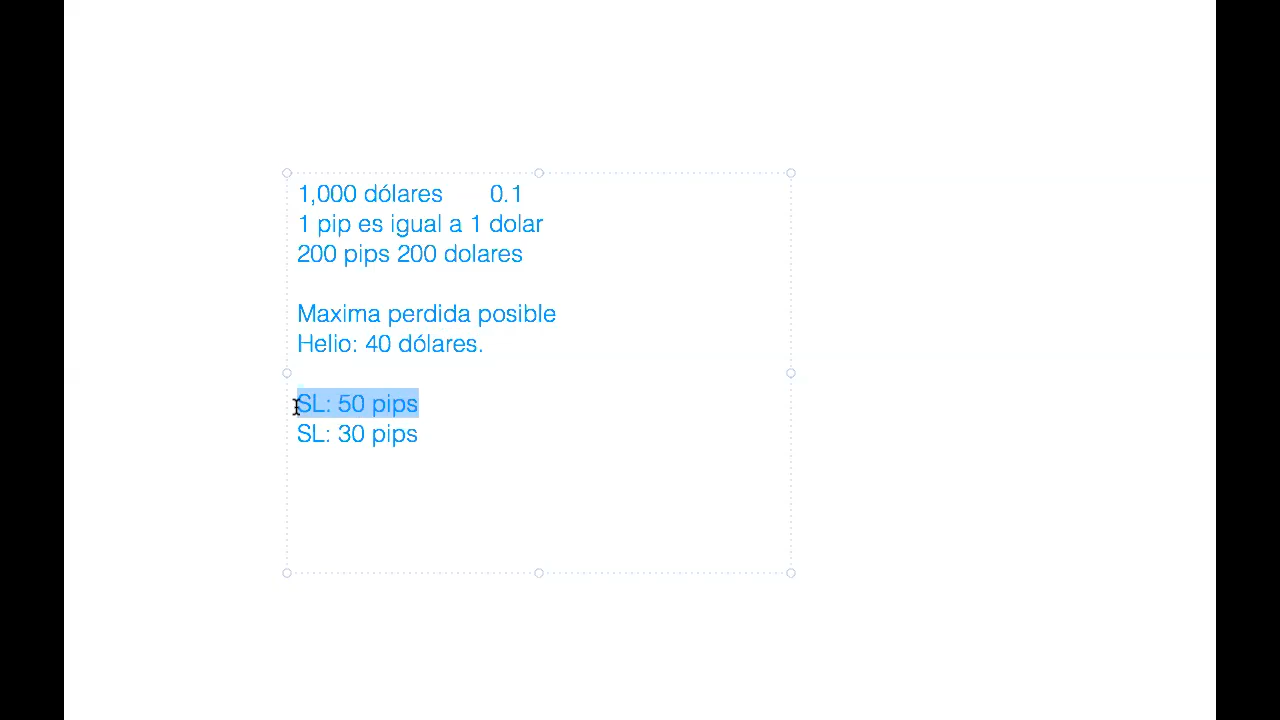 1,000 dólares 0.1
1 pip es igual a 1 dolar
200 pips 200 dolares
Maxima perdida posible
Helio: 40 dólares.
SL: 50 pips
SL: 30 pips